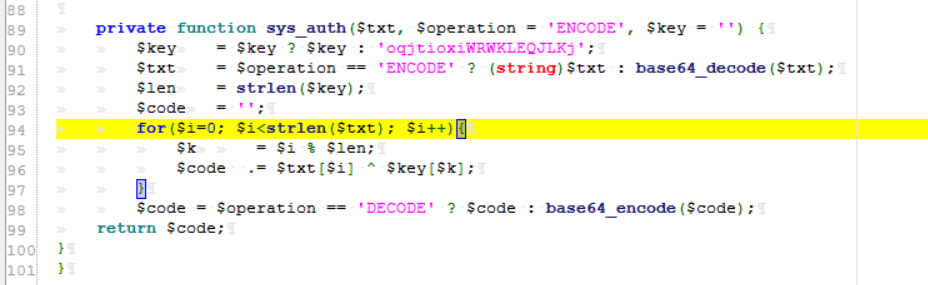 88
89 private function sys_auth($txt, $operation = 'ENCODE', $key = '') {
90 $key = $key ? $key : 'oqjtioxiWRWKLEQJLKj';
91 $txt = $operation == 'ENCODE' ? (string)$txt : base64_decode($txt);
92 $len = strlen($key);
93 $code = '';
94 for($i=0; $i<strlen($txt); $i++){
95 $k = $i % $len;
96 $code .= $txt[$i] ^ $key[$k];
97 }
98 $code = $operation == 'DECODE' ? $code : base64_encode($code);
99 return $code;
100 }
101 }